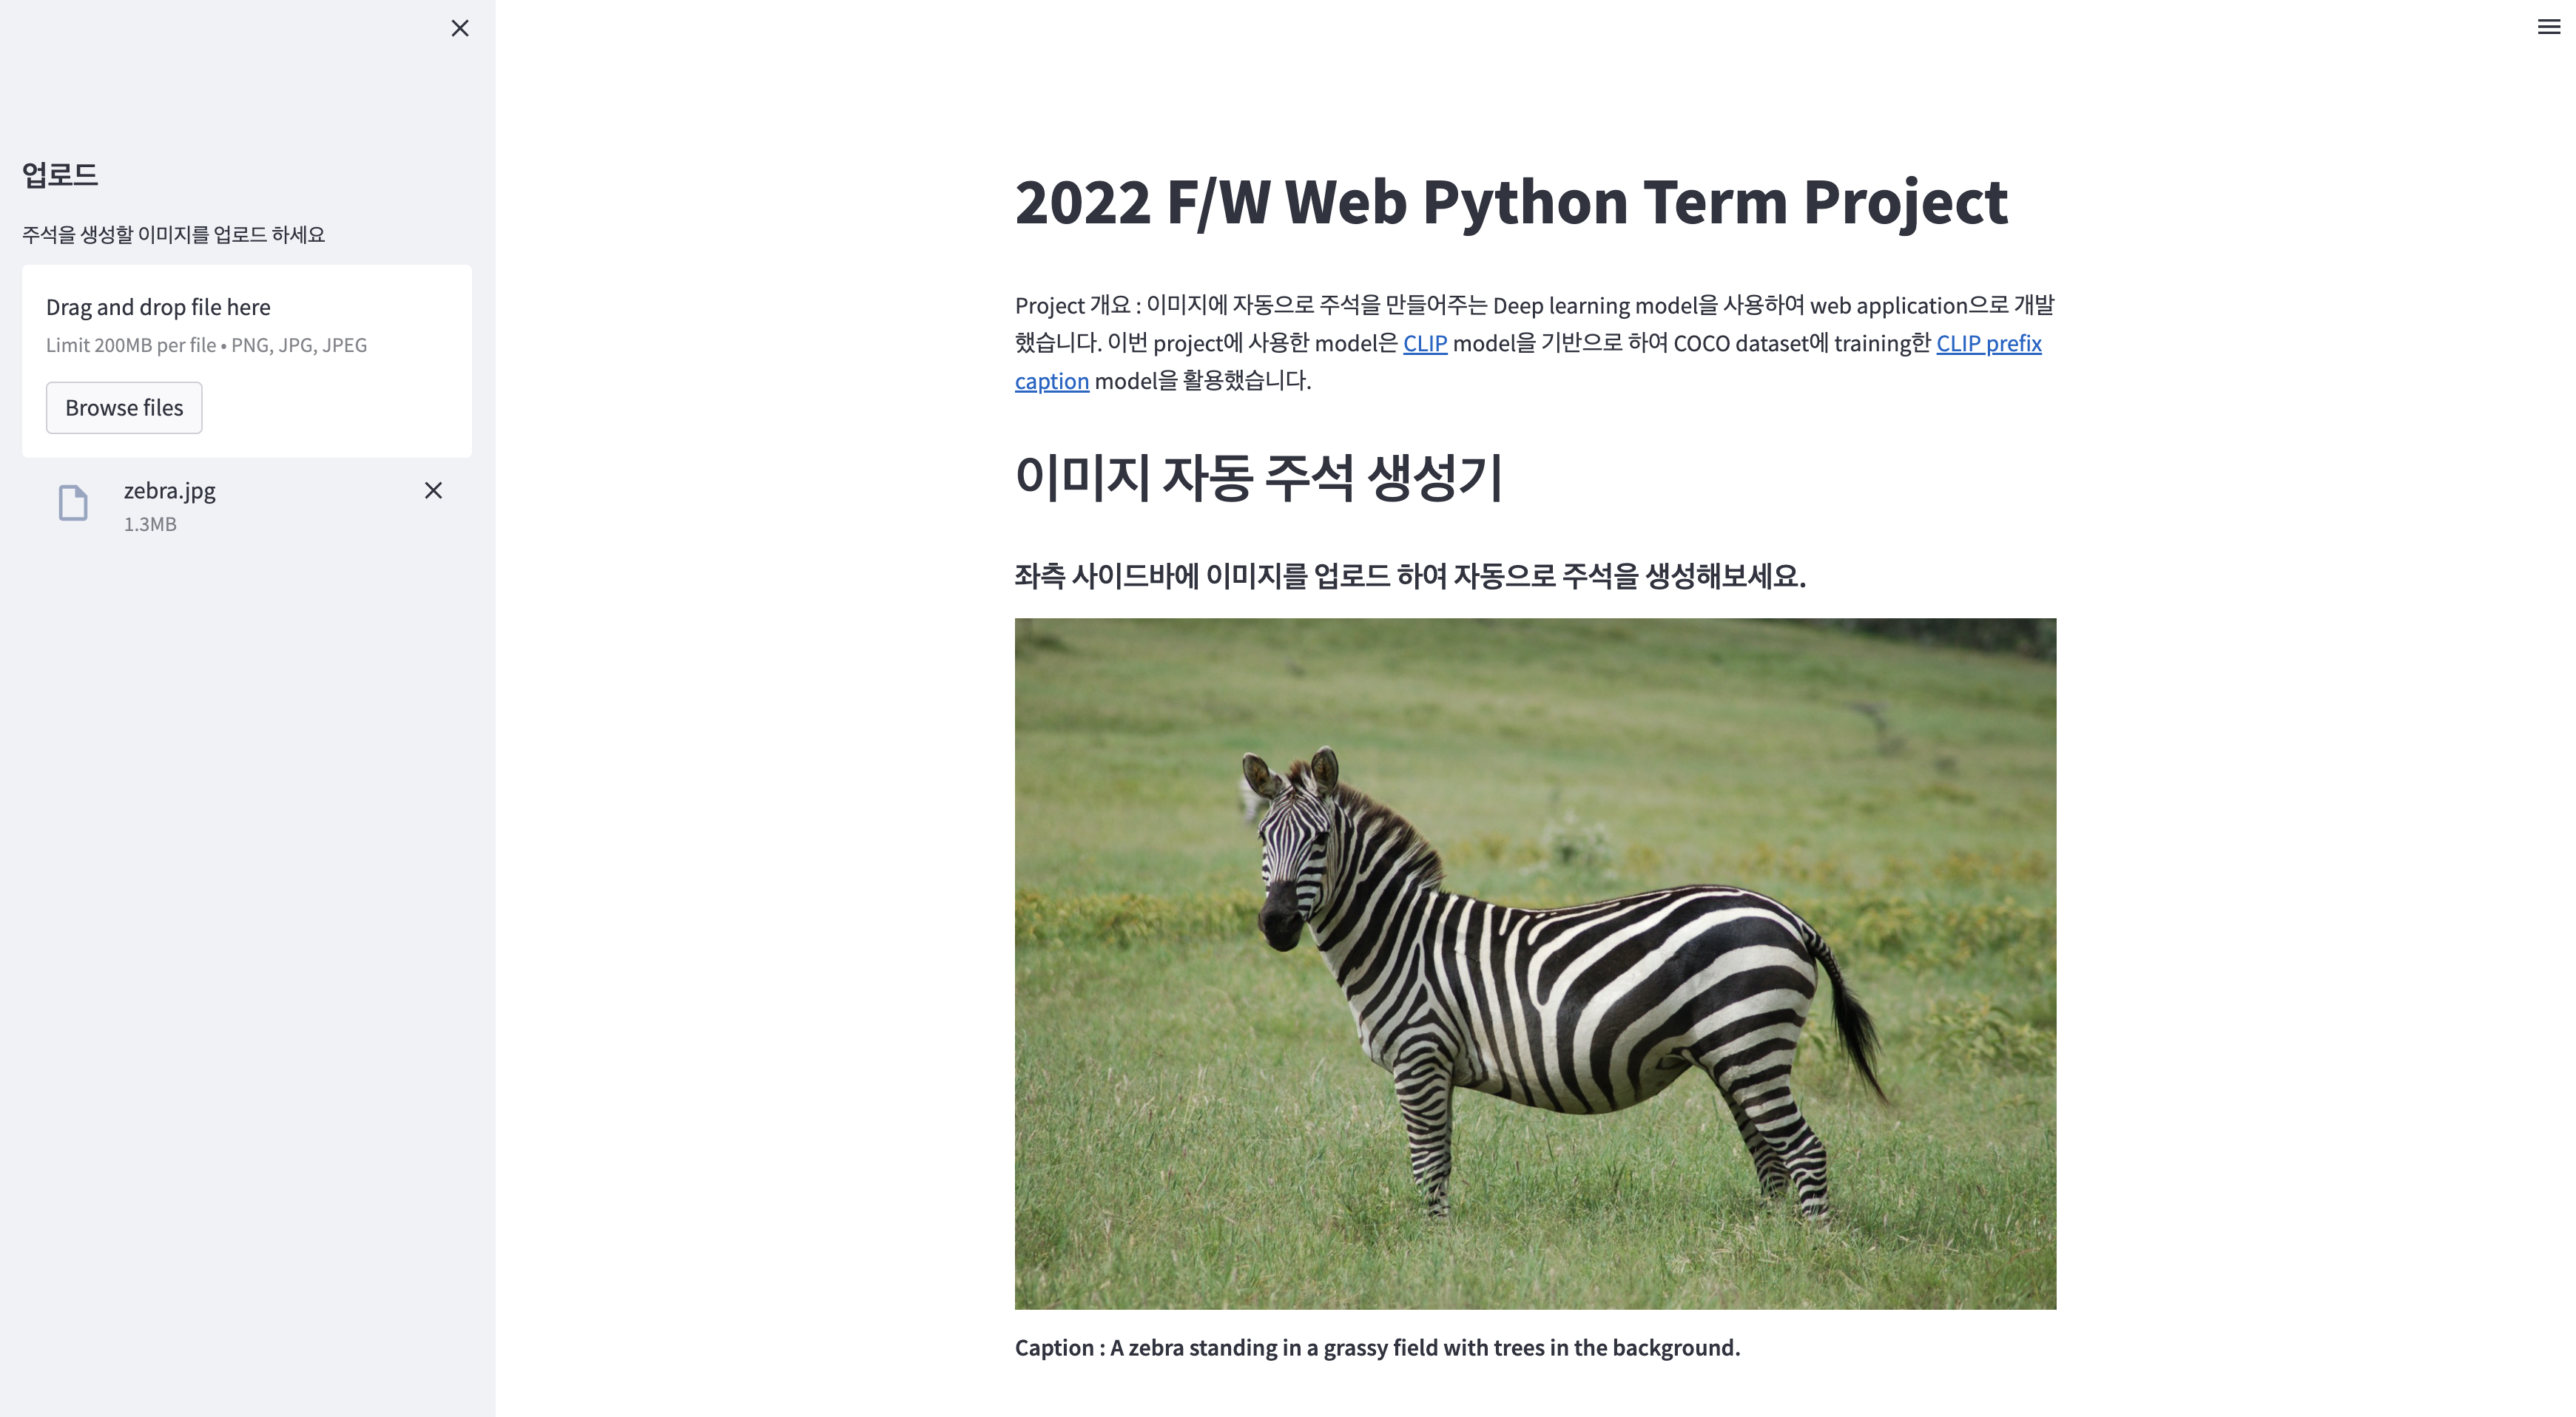 업로드
주석을 생성할 이미지를 업로드 하세요
Drag and drop file here
Limit 200MB per file • PNG, JPG, JPEG
Browse files
zebra.jpg
1.3MB
2022 F/W Web Python Term Project
Project 개요 : 이미지에 자동으로 주석을 만들어주는 Deep learning model을 사용하여 web application으로 개발
했습니다. 이번 project에 사용한 model은 CLIP model을 기반으로 하여 COCO dataset에 training한 CLIP prefix
caption model을 활용했습니다.
이미지 자동 주석 생성기
좌측 사이드바에 이미지를 업로드 하여 자동으로 주석을 생성해보세요.
Caption : A zebra standing in a grassy field with trees in the background.